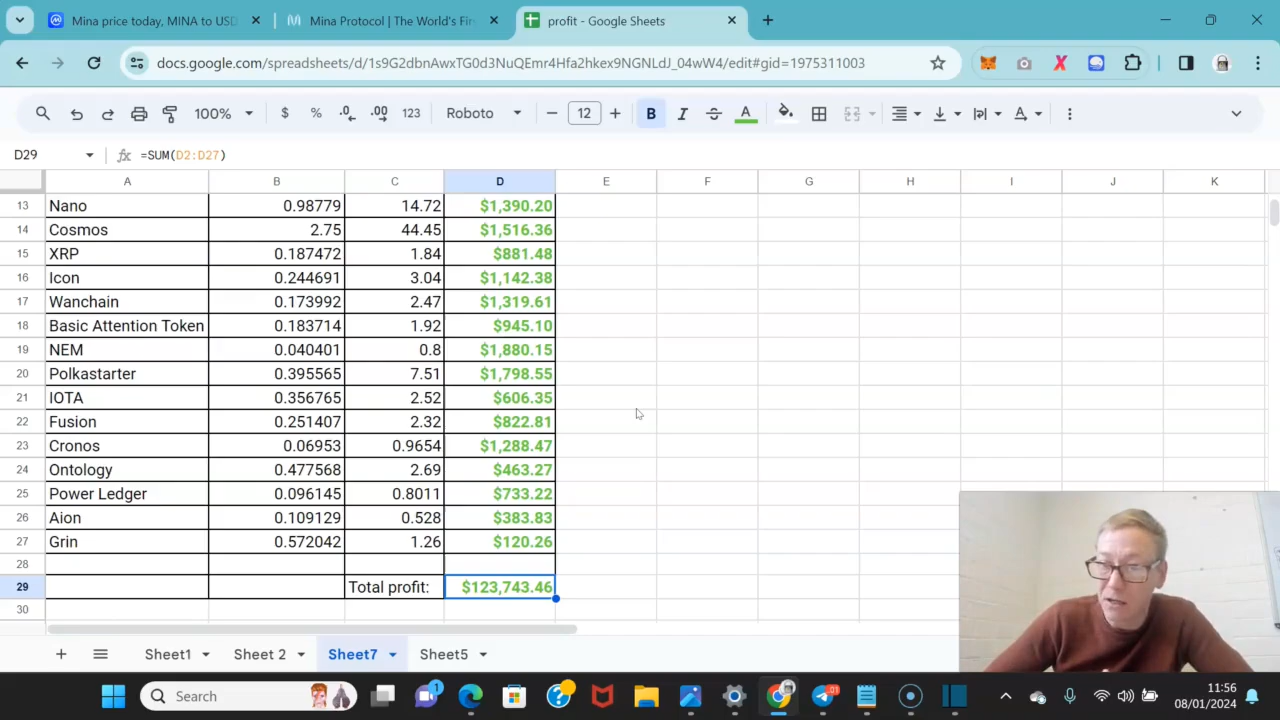 Mina price today, MINA to USD
Mina Protocol | The World's Firs
profit - Google Sheets
docs.google.com/spreadsheets/d/1s9G2dbnAwxTG0d3NuQEmr4Hfa2hkex9NGNLdJ_04wW4/edit#gid=1975311003
100% $ % .0 .00 123 Roboto 12 B I A A
D29 fx =SUM(D2:D27)
A B C D E F G H I J K
13 Nano 0.98779 14.72 $1,390.20
14 Cosmos 2.75 44.45 $1,516.36
15 XRP 0.187472 1.84 $881.48
16 Icon 0.244691 3.04 $1,142.38
17 Wanchain 0.173992 2.47 $1,319.61
18 Basic Attention Token 0.183714 1.92 $945.10
19 NEM 0.040401 0.8 $1,880.15
20 Polkastarter 0.395565 7.51 $1,798.55
21 IOTA 0.356765 2.52 $606.35
22 Fusion 0.251407 2.32 $822.81
23 Cronos 0.06953 0.9654 $1,288.47
24 Ontology 0.477568 2.69 $463.27
25 Power Ledger 0.096145 0.8011 $733.22
26 Aion 0.109129 0.528 $383.83
27 Grin 0.572042 1.26 $120.26
28
29 Total profit: $123,743.46
30
Sheet1 Sheet 2 Sheet7 Sheet5
Search
1
01
11:56
08/01/2024